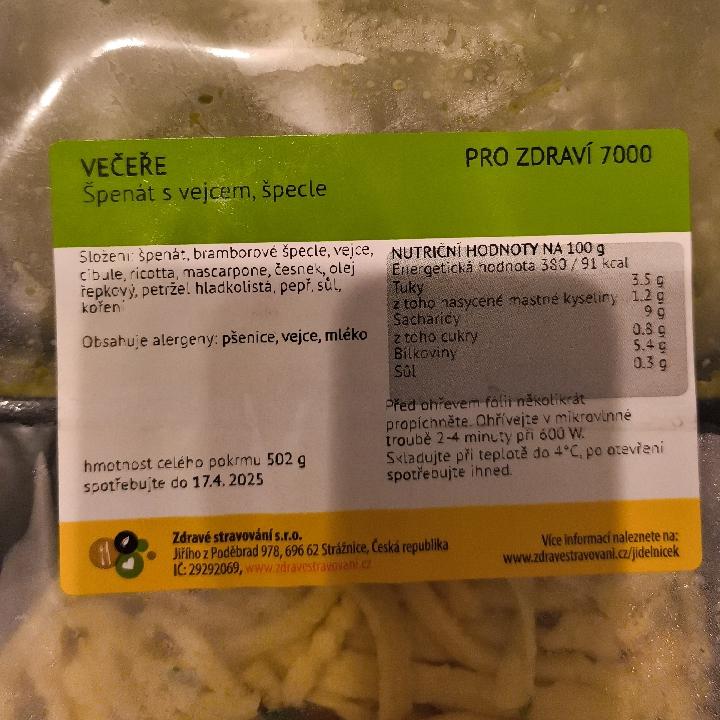 VEČEŘE
PRO ZDRAVÍ 7000
Špenát s vejcem, špecle
Složení: špenát, bramborové špecle, vejce,
cibule, ricotta, mascarpone, česnek, olej
řepkový, petržel hladkolistá, pepř, sůl,
koření
Obsahuje alergeny: pšenice, vejce, mléko
hmotnost celého pokrmu 502 g
spotřebujte do 17.4. 2025
NUTRIČNÍ HODNOTY NA 100 g
Energetická hodnota 380 / 91 kcal
Tuky 3.5 g
z toho nasycené mastné kyseliny 1.2 g
Sacharidy 9 g
z toho cukry 0.8 g
Bílkoviny 5.4 g
Sůl 0.3 g
Před ohřevem fólii několikrát
propíchněte. Ohřívejte v mikrovlnné
troubě 2-4 minuty při 600 W.
Skladujte při teplotě do 4°C, po otevření
spotřebujte ihned.
Zdravé stravování s.r.o.
Jiřího z Poděbrad 978, 696 62 Strážnice, Česká republika
IČ: 29292069, www.zdravestravovani.cz
Více informací naleznete na:
www.zdravestravovani.cz/jidelnicek